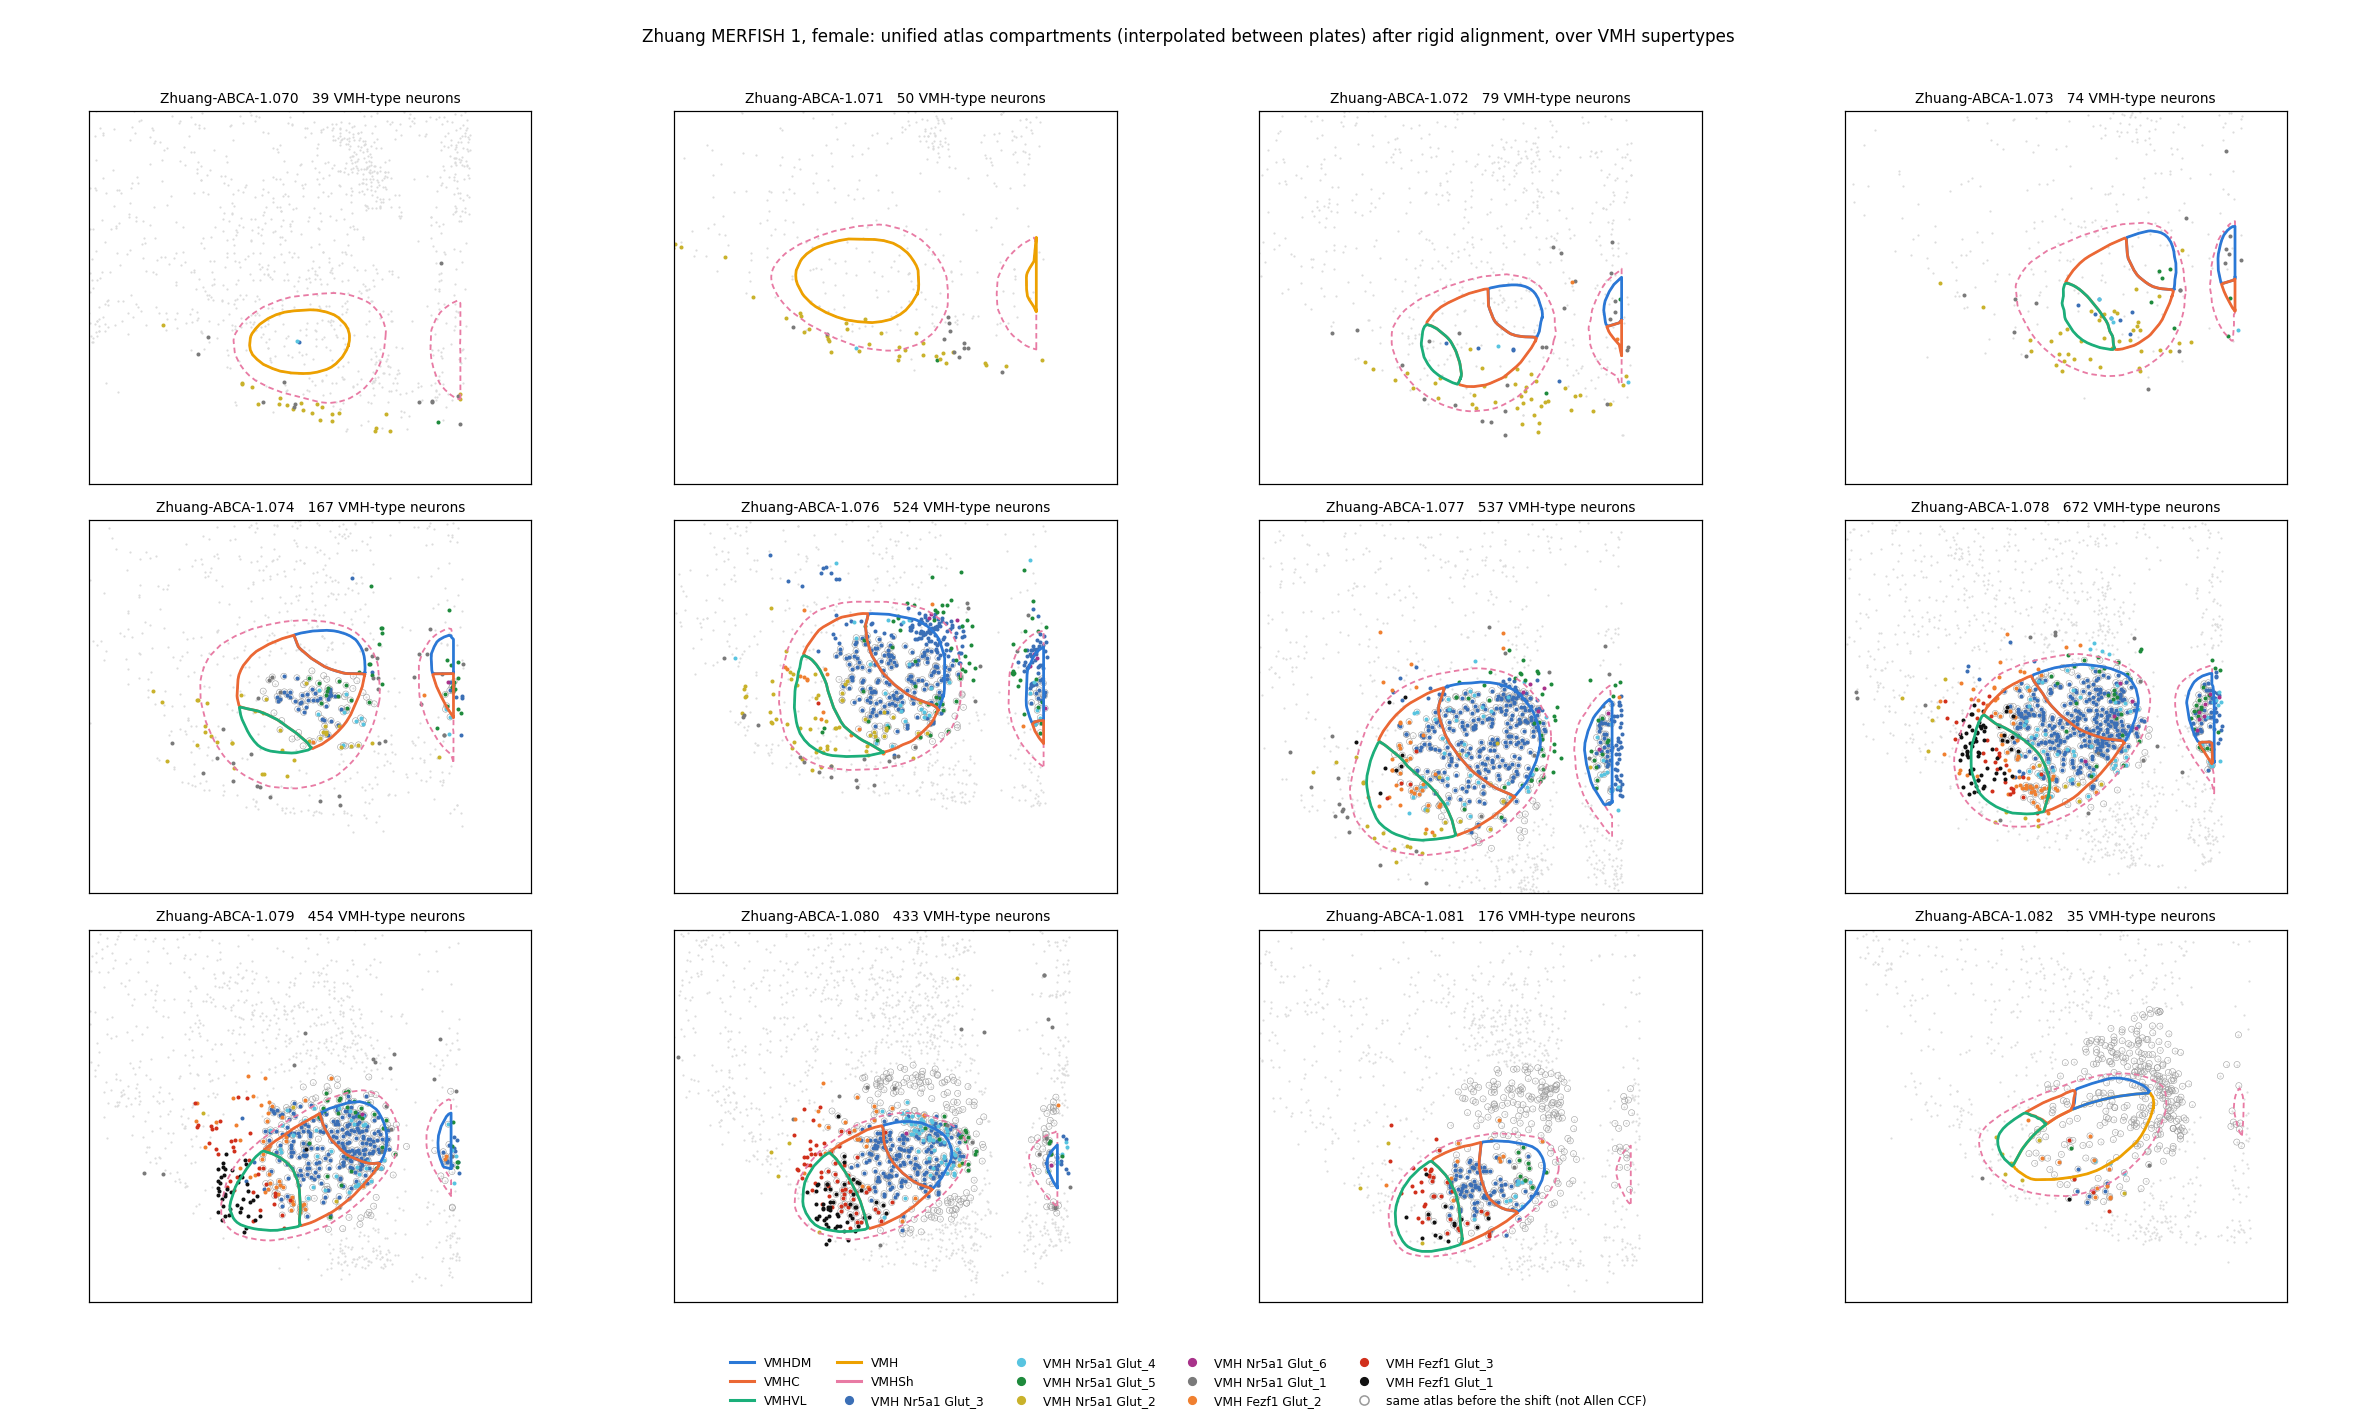 Zhuang MERFISH 1, female: unified atlas compartments (interpolated between plates) after rigid alignment, over VMH supertypes
Zhuang-ABCA-1.070   39 VMH-type neurons
Zhuang-ABCA-1.071   50 VMH-type neurons
Zhuang-ABCA-1.072   79 VMH-type neurons
Zhuang-ABCA-1.073   74 VMH-type neurons
Zhuang-ABCA-1.074   167 VMH-type neurons
Zhuang-ABCA-1.076   524 VMH-type neurons
Zhuang-ABCA-1.077   537 VMH-type neurons
Zhuang-ABCA-1.078   672 VMH-type neurons
Zhuang-ABCA-1.079   454 VMH-type neurons
Zhuang-ABCA-1.080   433 VMH-type neurons
Zhuang-ABCA-1.081   176 VMH-type neurons
Zhuang-ABCA-1.082   35 VMH-type neurons
VMHDM
VMHC
VMHVL
VMH
VMHSh
VMH Nr5a1 Glut_3
VMH Nr5a1 Glut_4
VMH Nr5a1 Glut_5
VMH Nr5a1 Glut_2
VMH Nr5a1 Glut_6
VMH Nr5a1 Glut_1
VMH Fezf1 Glut_2
VMH Fezf1 Glut_3
VMH Fezf1 Glut_1
same atlas before the shift (not Allen CCF)